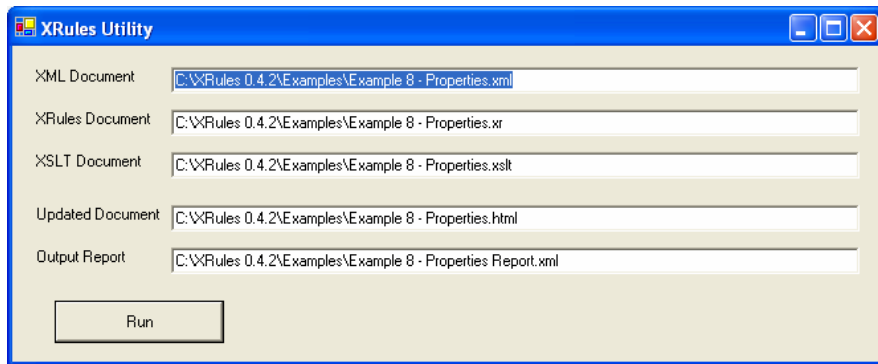 XRules Utility
XML Document C:\XRules 0.4.2\Examples\Example 8 - Properties.xml
XRules Document C:\XRules 0.4.2\Examples\Example 8 - Properties.xr
XSLT Document C:\XRules 0.4.2\Examples\Example 8 - Properties.xslt
Updated Document C:\XRules 0.4.2\Examples\Example 8 - Properties.html
Output Report C:\XRules 0.4.2\Examples\Example 8 - Properties Report.xml
Run